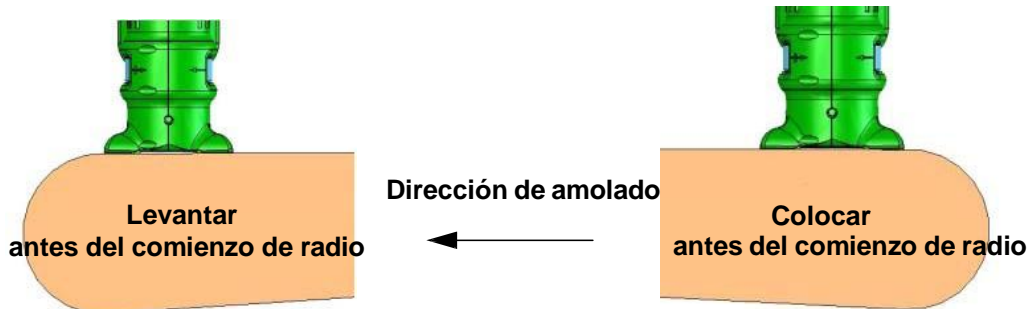 Levantar
antes del comienzo de radio
Dirección de amolado
Colocar
antes del comienzo de radio